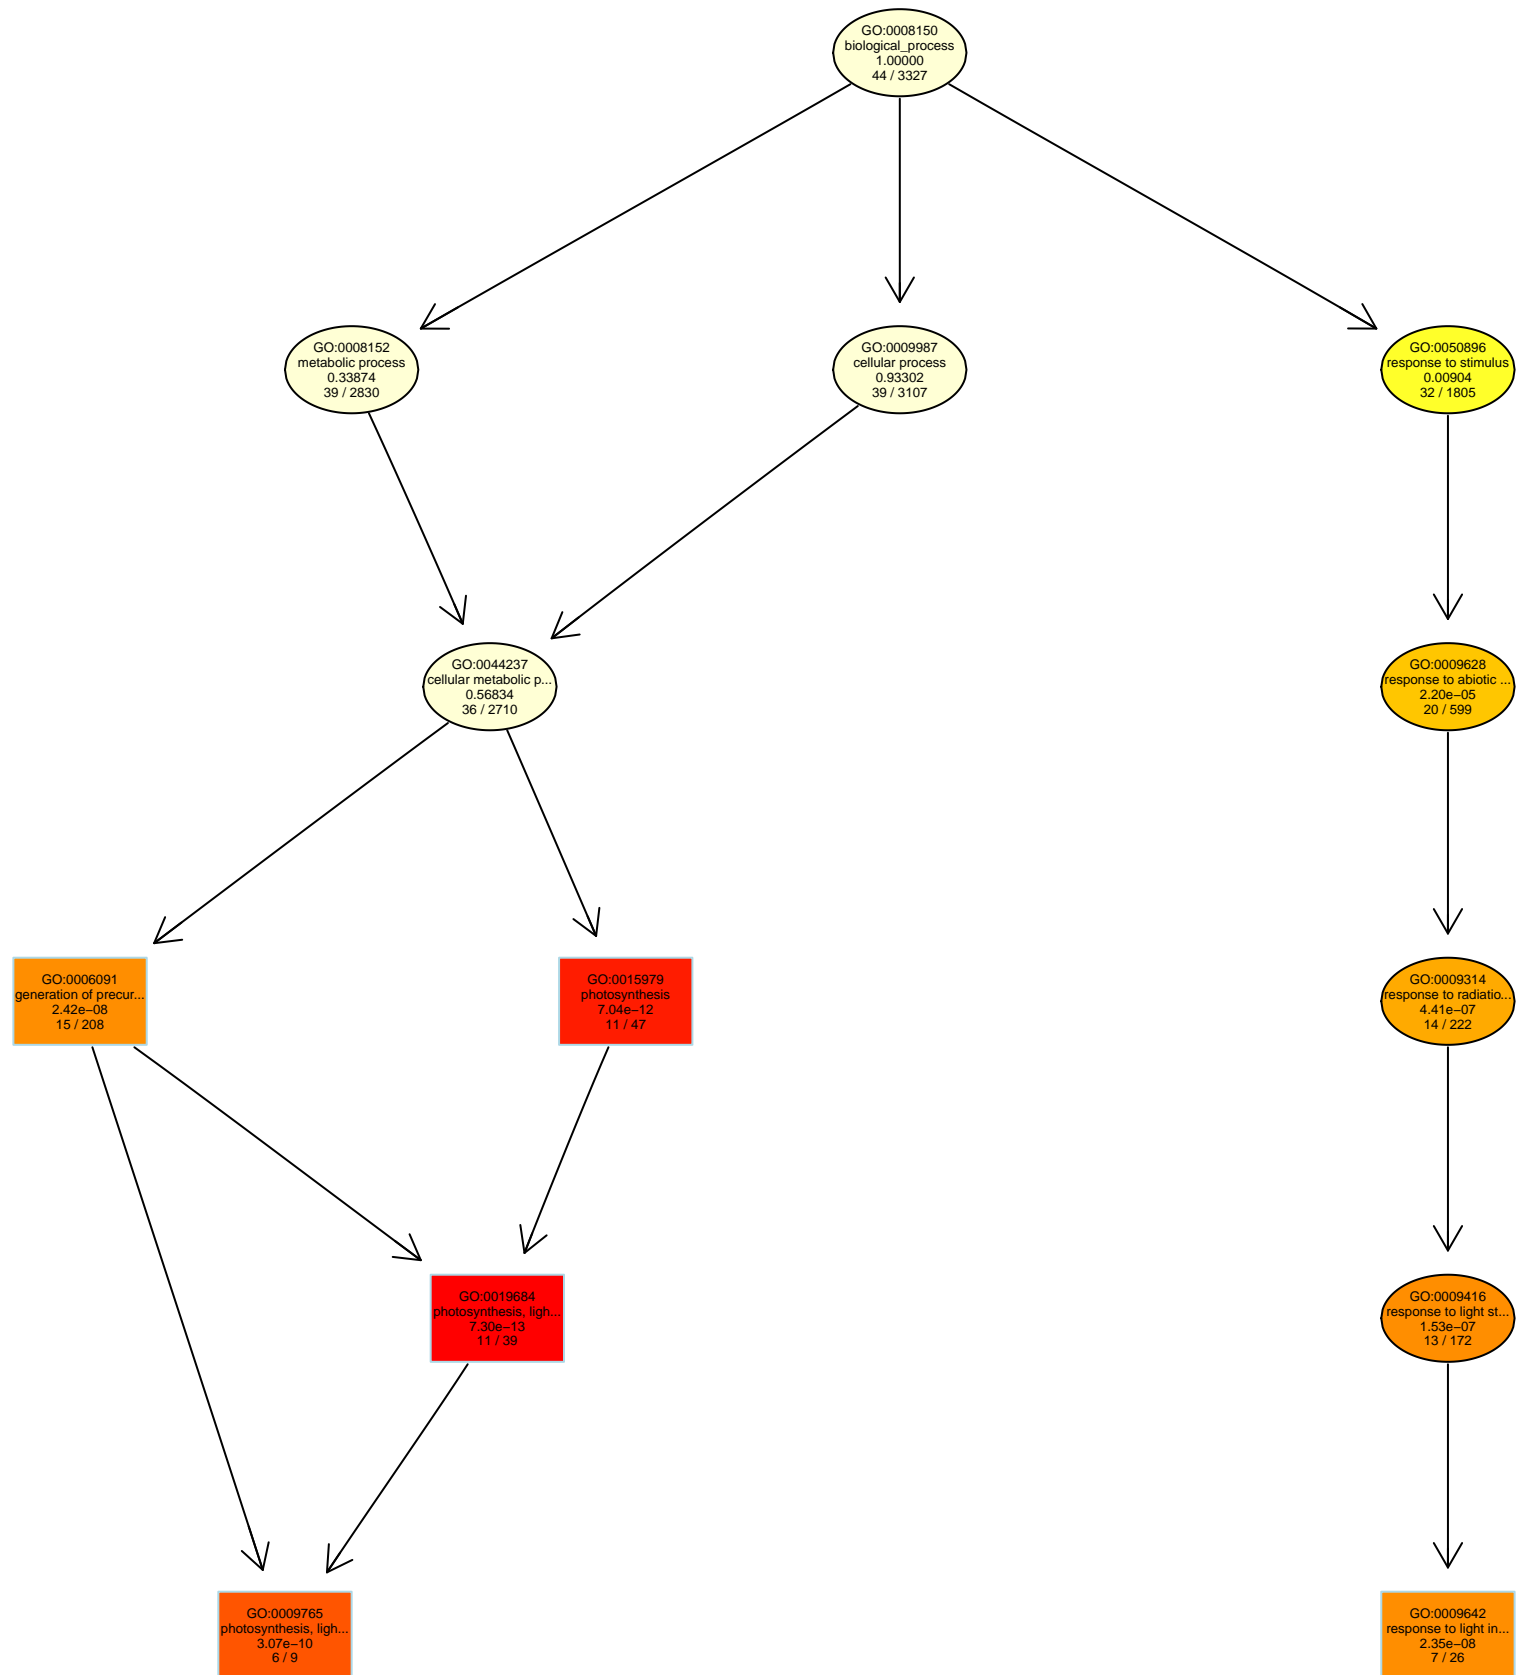 GO:0008150
biological_process
1.00000
44 / 3327
GO:0008152
metabolic process
0.33874
39 / 2830
GO:0009987
cellular process
0.93302
39 / 3107
GO:0050896
response to stimulus
0.00904
32 / 1805
GO:0044237
cellular metabolic p...
0.56834
36 / 2710
GO:0009628
response to abiotic ...
2.20e−05
20 / 599
GO:0006091
generation of precur...
2.42e−08
15 / 208
GO:0015979
photosynthesis
7.04e−12
11 / 47
GO:0009314
response to radiatio...
4.41e−07
14 / 222
GO:0019684
photosynthesis, ligh...
7.30e−13
11 / 39
GO:0009416
response to light st...
1.53e−07
13 / 172
GO:0009765
photosynthesis, ligh...
3.07e−10
6 / 9
GO:0009642
response to light in...
2.35e−08
7 / 26